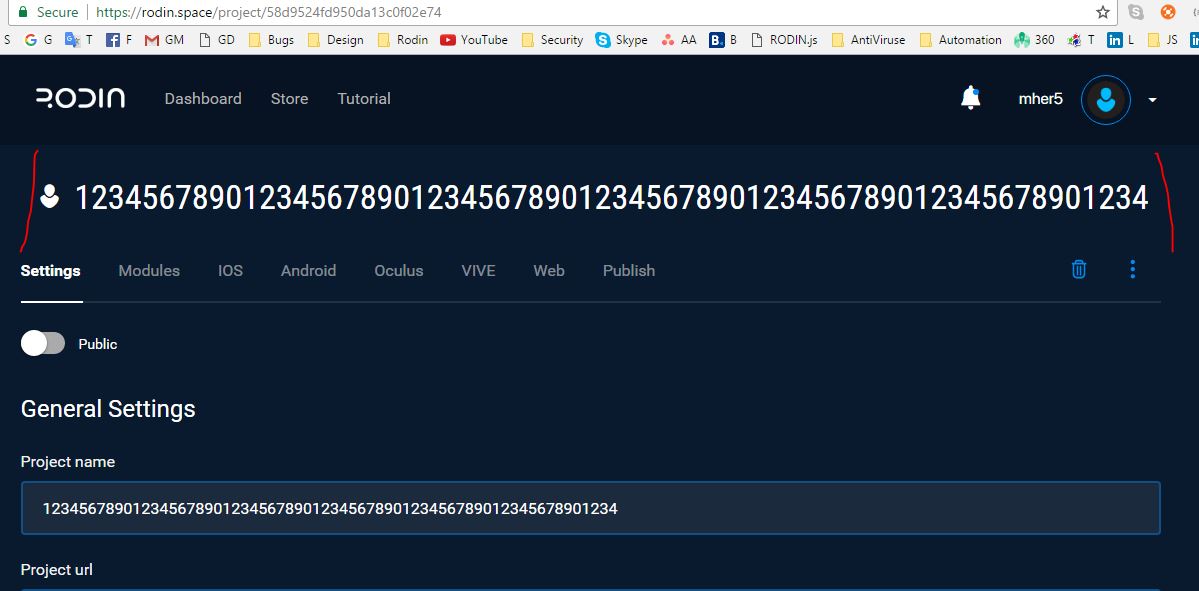 Secure https://rodin.space/project/58d9524fd950da13c0f02e74
S G T F GM GD Bugs Design Rodin YouTube Security Skype AA B RODIN.js AntiViruse Automation 360 T L JS
RODIN Dashboard Store Tutorial mher5
1234567890123456789012345678901234567890123456789012345678901234
Settings Modules IOS Android Oculus VIVE Web Publish
Public
General Settings
Project name
1234567890123456789012345678901234567890123456789012345678901234
Project url